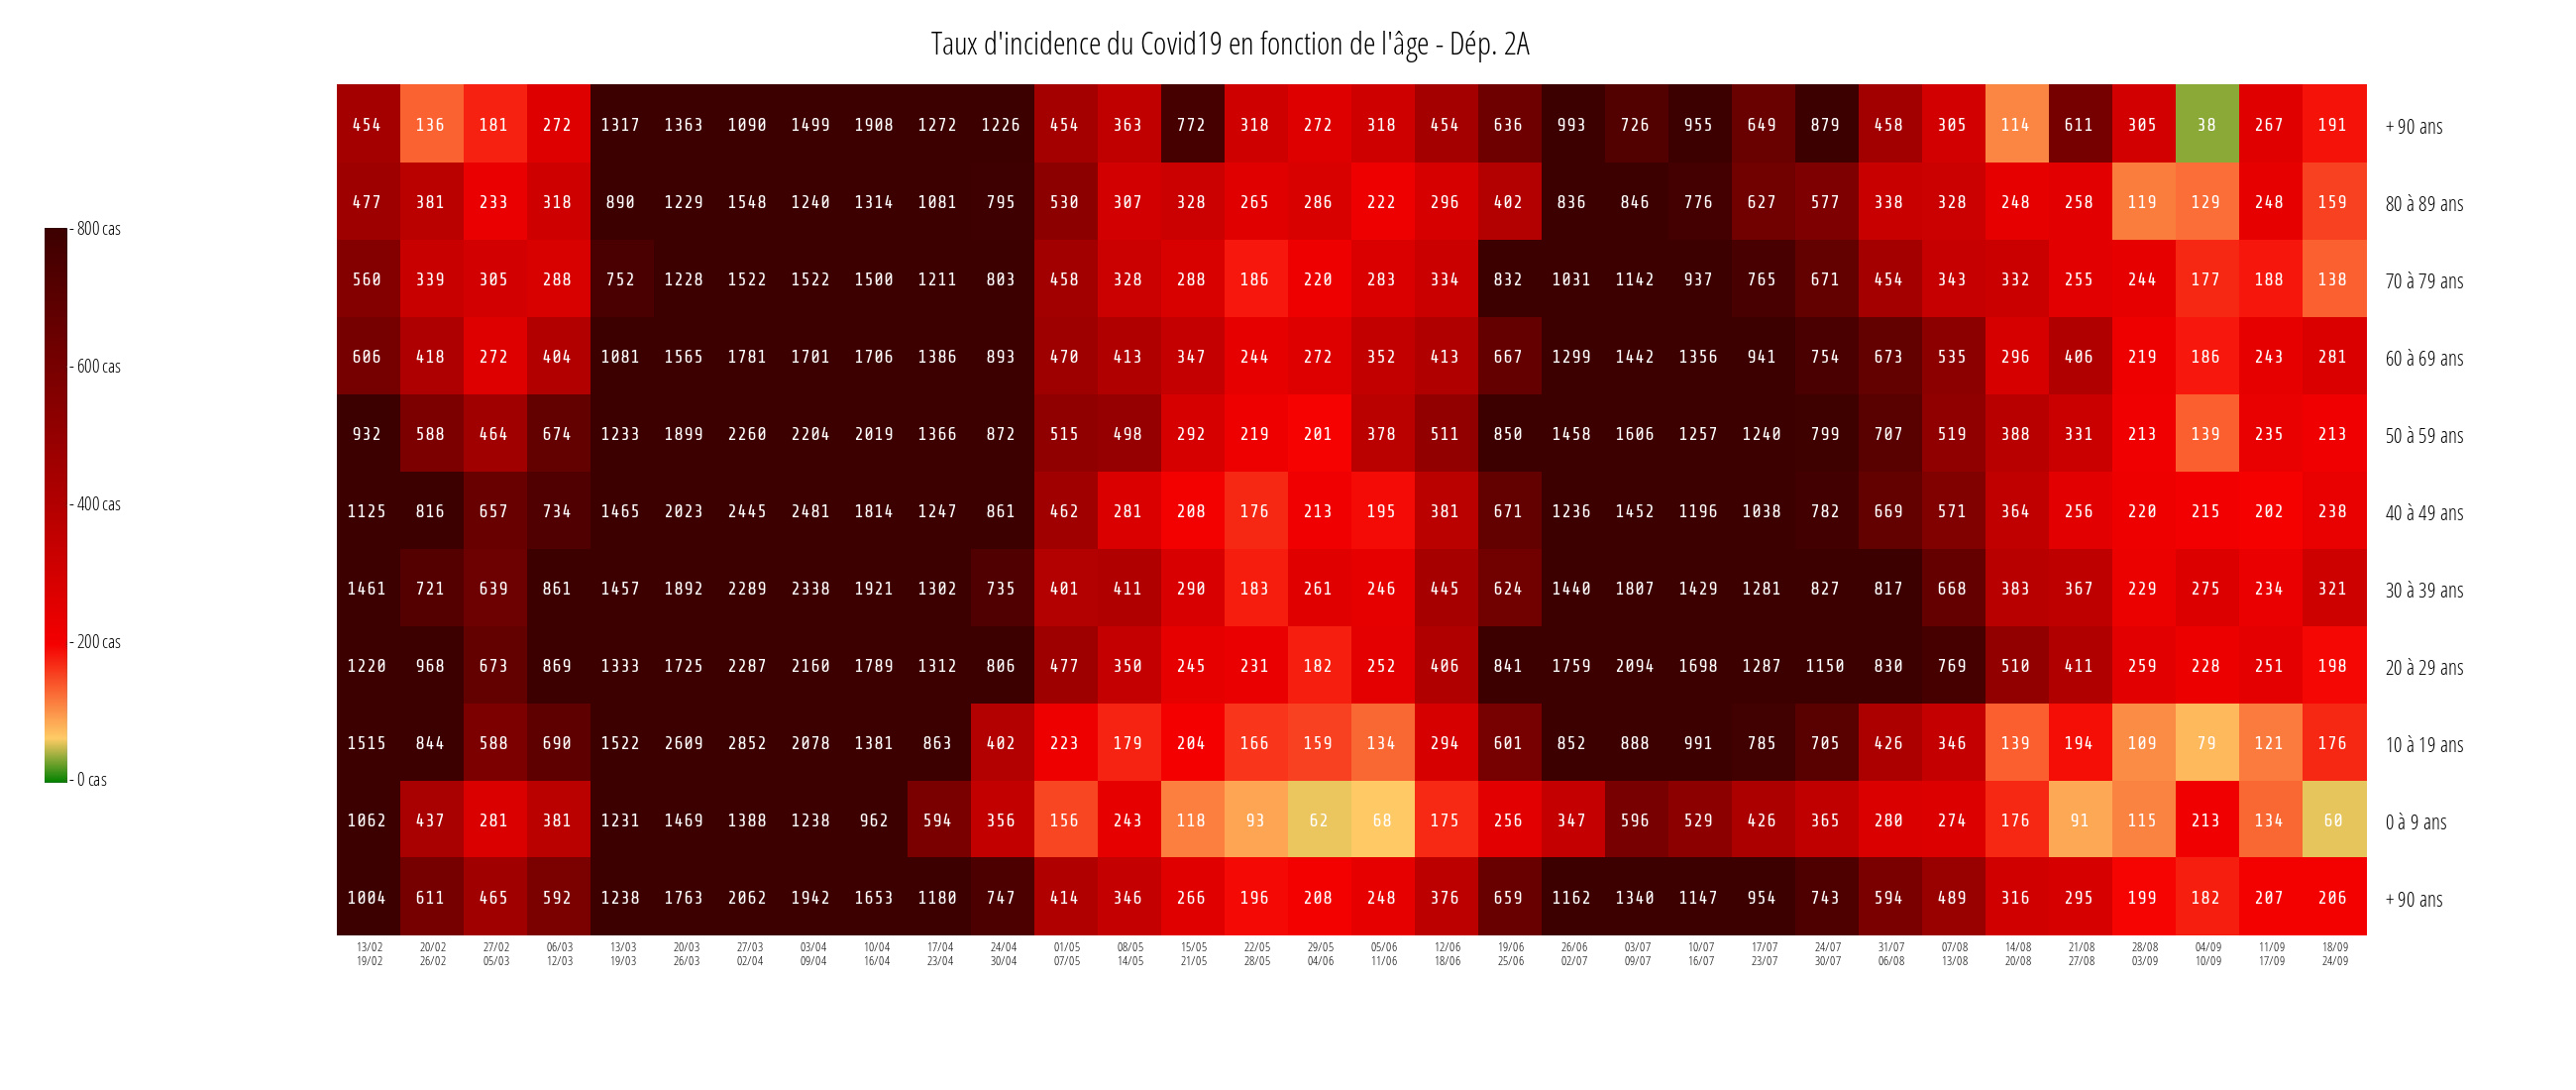 Taux d'incidence du Covid19 en fonction de l'âge - Dép. 2A
- 800 cas
- 600 cas
- 400 cas
- 200 cas
- 0 cas
454 136 181 272 1317 1363 1090 1499 1908 1272 1226 454 363 772 318 272 318 454 636 993 726 955 649 879 458 305 114 611 305 38 267 191 + 90 ans
477 381 233 318 890 1229 1548 1240 1314 1081 795 530 307 328 265 286 222 296 402 836 846 776 627 577 338 328 248 258 119 129 248 159 80 à 89 ans
560 339 305 288 752 1228 1522 1522 1500 1211 803 458 328 288 186 220 283 334 832 1031 1142 937 765 671 454 343 332 255 244 177 188 138 70 à 79 ans
606 418 272 404 1081 1565 1781 1701 1706 1386 893 470 413 347 244 272 352 413 667 1299 1442 1356 941 754 673 535 296 406 219 186 243 281 60 à 69 ans
932 588 464 674 1233 1899 2260 2204 2019 1366 872 515 498 292 219 201 378 511 850 1458 1606 1257 1240 799 707 519 388 331 213 139 235 213 50 à 59 ans
1125 816 657 734 1465 2023 2445 2481 1814 1247 861 462 281 208 176 213 195 381 671 1236 1452 1196 1038 782 669 571 364 256 220 215 202 238 40 à 49 ans
1461 721 639 861 1457 1892 2289 2338 1921 1302 735 401 411 290 183 261 246 445 624 1440 1807 1429 1281 827 817 668 383 367 229 275 234 321 30 à 39 ans
1220 968 673 869 1333 1725 2287 2160 1789 1312 806 477 350 245 231 182 252 406 841 1759 2094 1698 1287 1150 830 769 510 411 259 228 251 198 20 à 29 ans
1515 844 588 690 1522 2609 2852 2078 1381 863 402 223 179 204 166 159 134 294 601 852 888 991 785 705 426 346 139 194 109 79 121 176 10 à 19 ans
1062 437 281 381 1231 1469 1388 1238 962 594 356 156 243 118 93 62 68 175 256 347 596 529 426 365 280 274 176 91 115 213 134 60 0 à 9 ans
1004 611 465 592 1238 1763 2062 1942 1653 1180 747 414 346 266 196 208 248 376 659 1162 1340 1147 954 743 594 489 316 295 199 182 207 206 + 90 ans
13/02 20/02 27/02 06/03 13/03 20/03 27/03 03/04 10/04 17/04 24/04 01/05 08/05 15/05 22/05 29/05 05/06 12/06 19/06 26/06 03/07 10/07 17/07 24/07 31/07 07/08 14/08 21/08 28/08 04/09 11/09 18/09
19/02 26/02 05/03 12/03 19/03 26/03 02/04 09/04 16/04 23/04 30/04 07/05 14/05 21/05 28/05 04/06 11/06 18/06 25/06 02/07 09/07 16/07 23/07 30/07 06/08 13/08 20/08 27/08 03/09 10/09 17/09 24/09